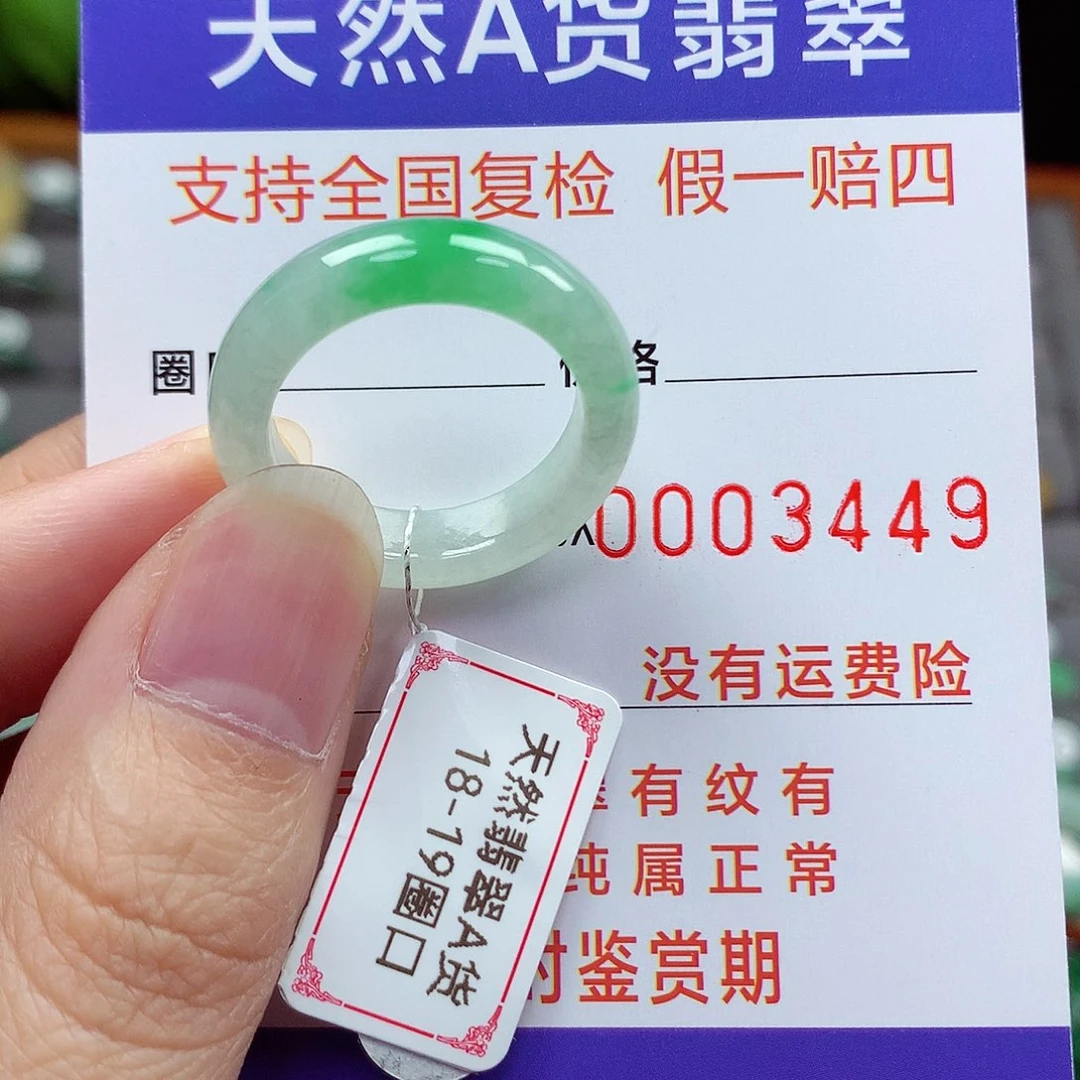 天然A货翡翠
支持全国复检 假一赔四
圈 格
0003449
没有运费险
有纹有
纯属正常
时鉴赏期
天然翡翠A货
18-19圈口